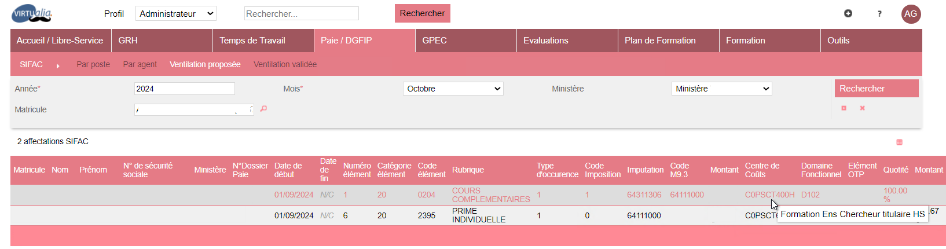 VIRTUalia Profil Administrateur Rechercher... Rechercher ? AG
Accueil / Libre-Service GRH Temps de Travail Paie / DGFIP GPEC Evaluations Plan de Formation Formation Outils
SIFAC Par poste Par agent Ventilation proposée Ventilation validée
Année* 2024 Mois* Octobre Ministère Ministère Rechercher
Matricule
2 affectations SIFAC
Matricule Nom Prénom N° de sécurité sociale Ministère N°Dossier Paie Date de début Date de fin Numéro élément Catégorie élément Code élément Rubrique Type d'occurence Code Imposition Imputation Code M9.3 Montant Centre de Coûts Domaine Fonctionnel Elément OTP Quotité Montant
01/09/2024 N/C 1 20 0204 COURS COMPLEMENTAIRES 1 1 64311306 64111000 C0PSCT400H D102 100.00 %
01/09/2024 N/C 6 20 2395 PRIME INDIVIDUELLE 1 0 64111000 .67
Formation Ens Chercheur titulaire HS